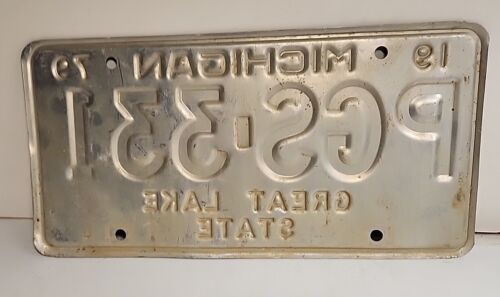 19 MICHIGAN 79
PGS-331
GREAT LAKE
STATE